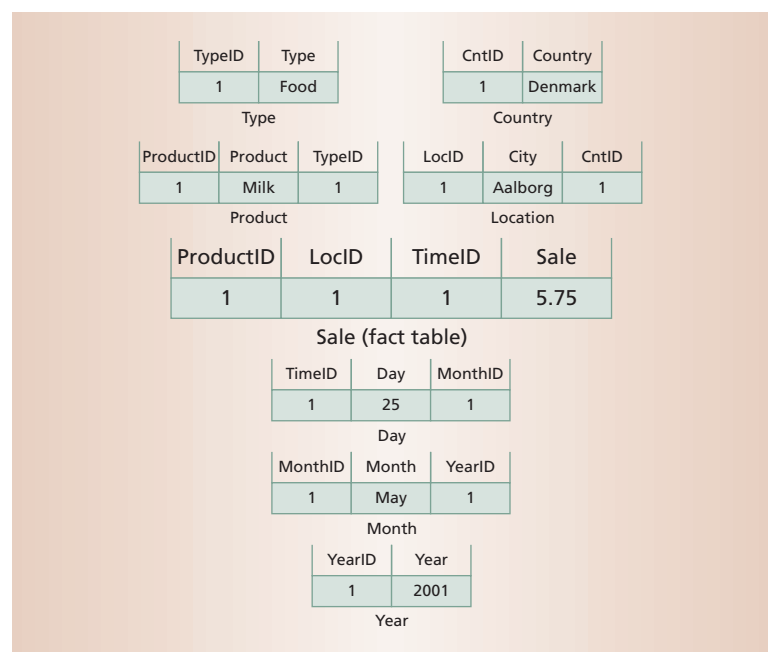 TypeID Type
1 Food
Type
CntID Country
1 Denmark
Country
ProductID Product TypeID
1 Milk 1
Product
LocID City CntID
1 Aalborg 1
Location
ProductID LocID TimeID Sale
1 1 1 5.75
Sale (fact table)
TimeID Day MonthID
1 25 1
Day
MonthID Month YearID
1 May 1
Month
YearID Year
1 2001
Year